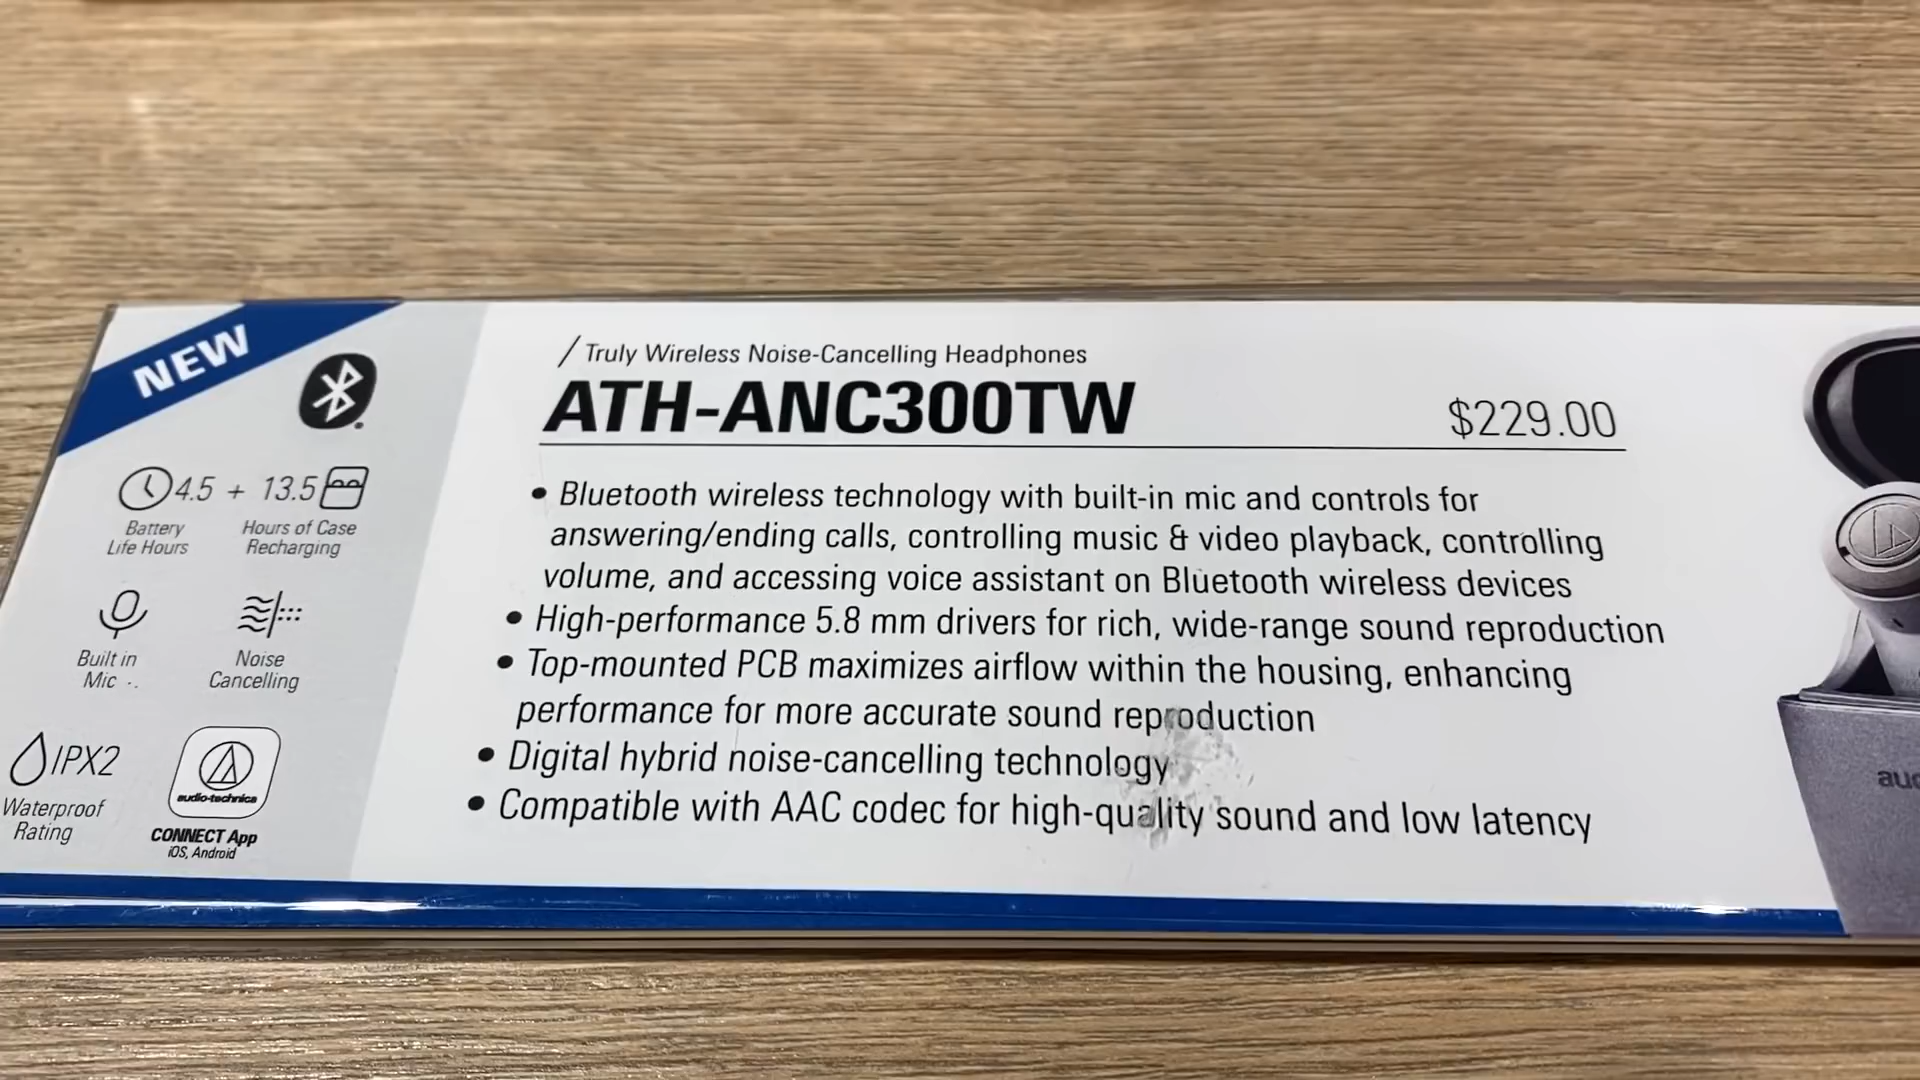 NEW
4.5 + 13.5
Battery Life Hours
Hours of Case Recharging
Built in Mic
Noise Cancelling
IPX2
Waterproof Rating
audio-technica
CONNECT App
iOS, Android
/Truly Wireless Noise-Cancelling Headphones
ATH-ANC300TW
$229.00
• Bluetooth wireless technology with built-in mic and controls for
answering/ending calls, controlling music & video playback, controlling
volume, and accessing voice assistant on Bluetooth wireless devices
• High-performance 5.8 mm drivers for rich, wide-range sound reproduction
• Top-mounted PCB maximizes airflow within the housing, enhancing
performance for more accurate sound reproduction
• Digital hybrid noise-cancelling technology
• Compatible with AAC codec for high-quality sound and low latency